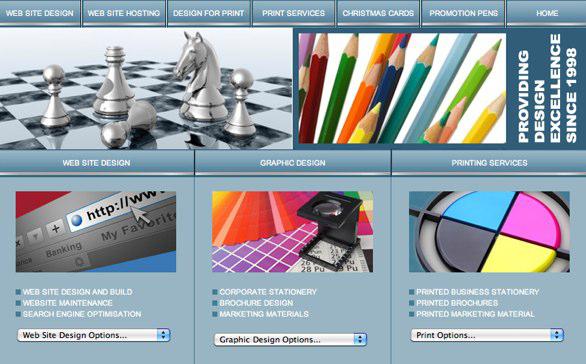 WEB SITE DESIGN
WEB SITE HOSTING
DESIGN FOR PRINT
PRINT SERVICES
CHRISTMAS CARDS
PROMOTION PENS
HOME
PROVIDING
DESIGN
EXCELLENCE
SINCE 1998
WEB SITE DESIGN
GRAPHIC DESIGN
PRINTING SERVICES
http://www
Banking
My Favorite
WEB SITE DESIGN AND BUILD
WEBSITE MAINTENANCE
SEARCH ENGINE OPTIMISATION
Web Site Design Options...
CORPORATE STATIONERY
BROCHURE DESIGN
MARKETING MATERIALS
Graphic Design Options...
PRINTED BUSINESS STATIONERY
PRINTED BROCHURES
PRINTED MARKETING MATERIAL
Print Options...